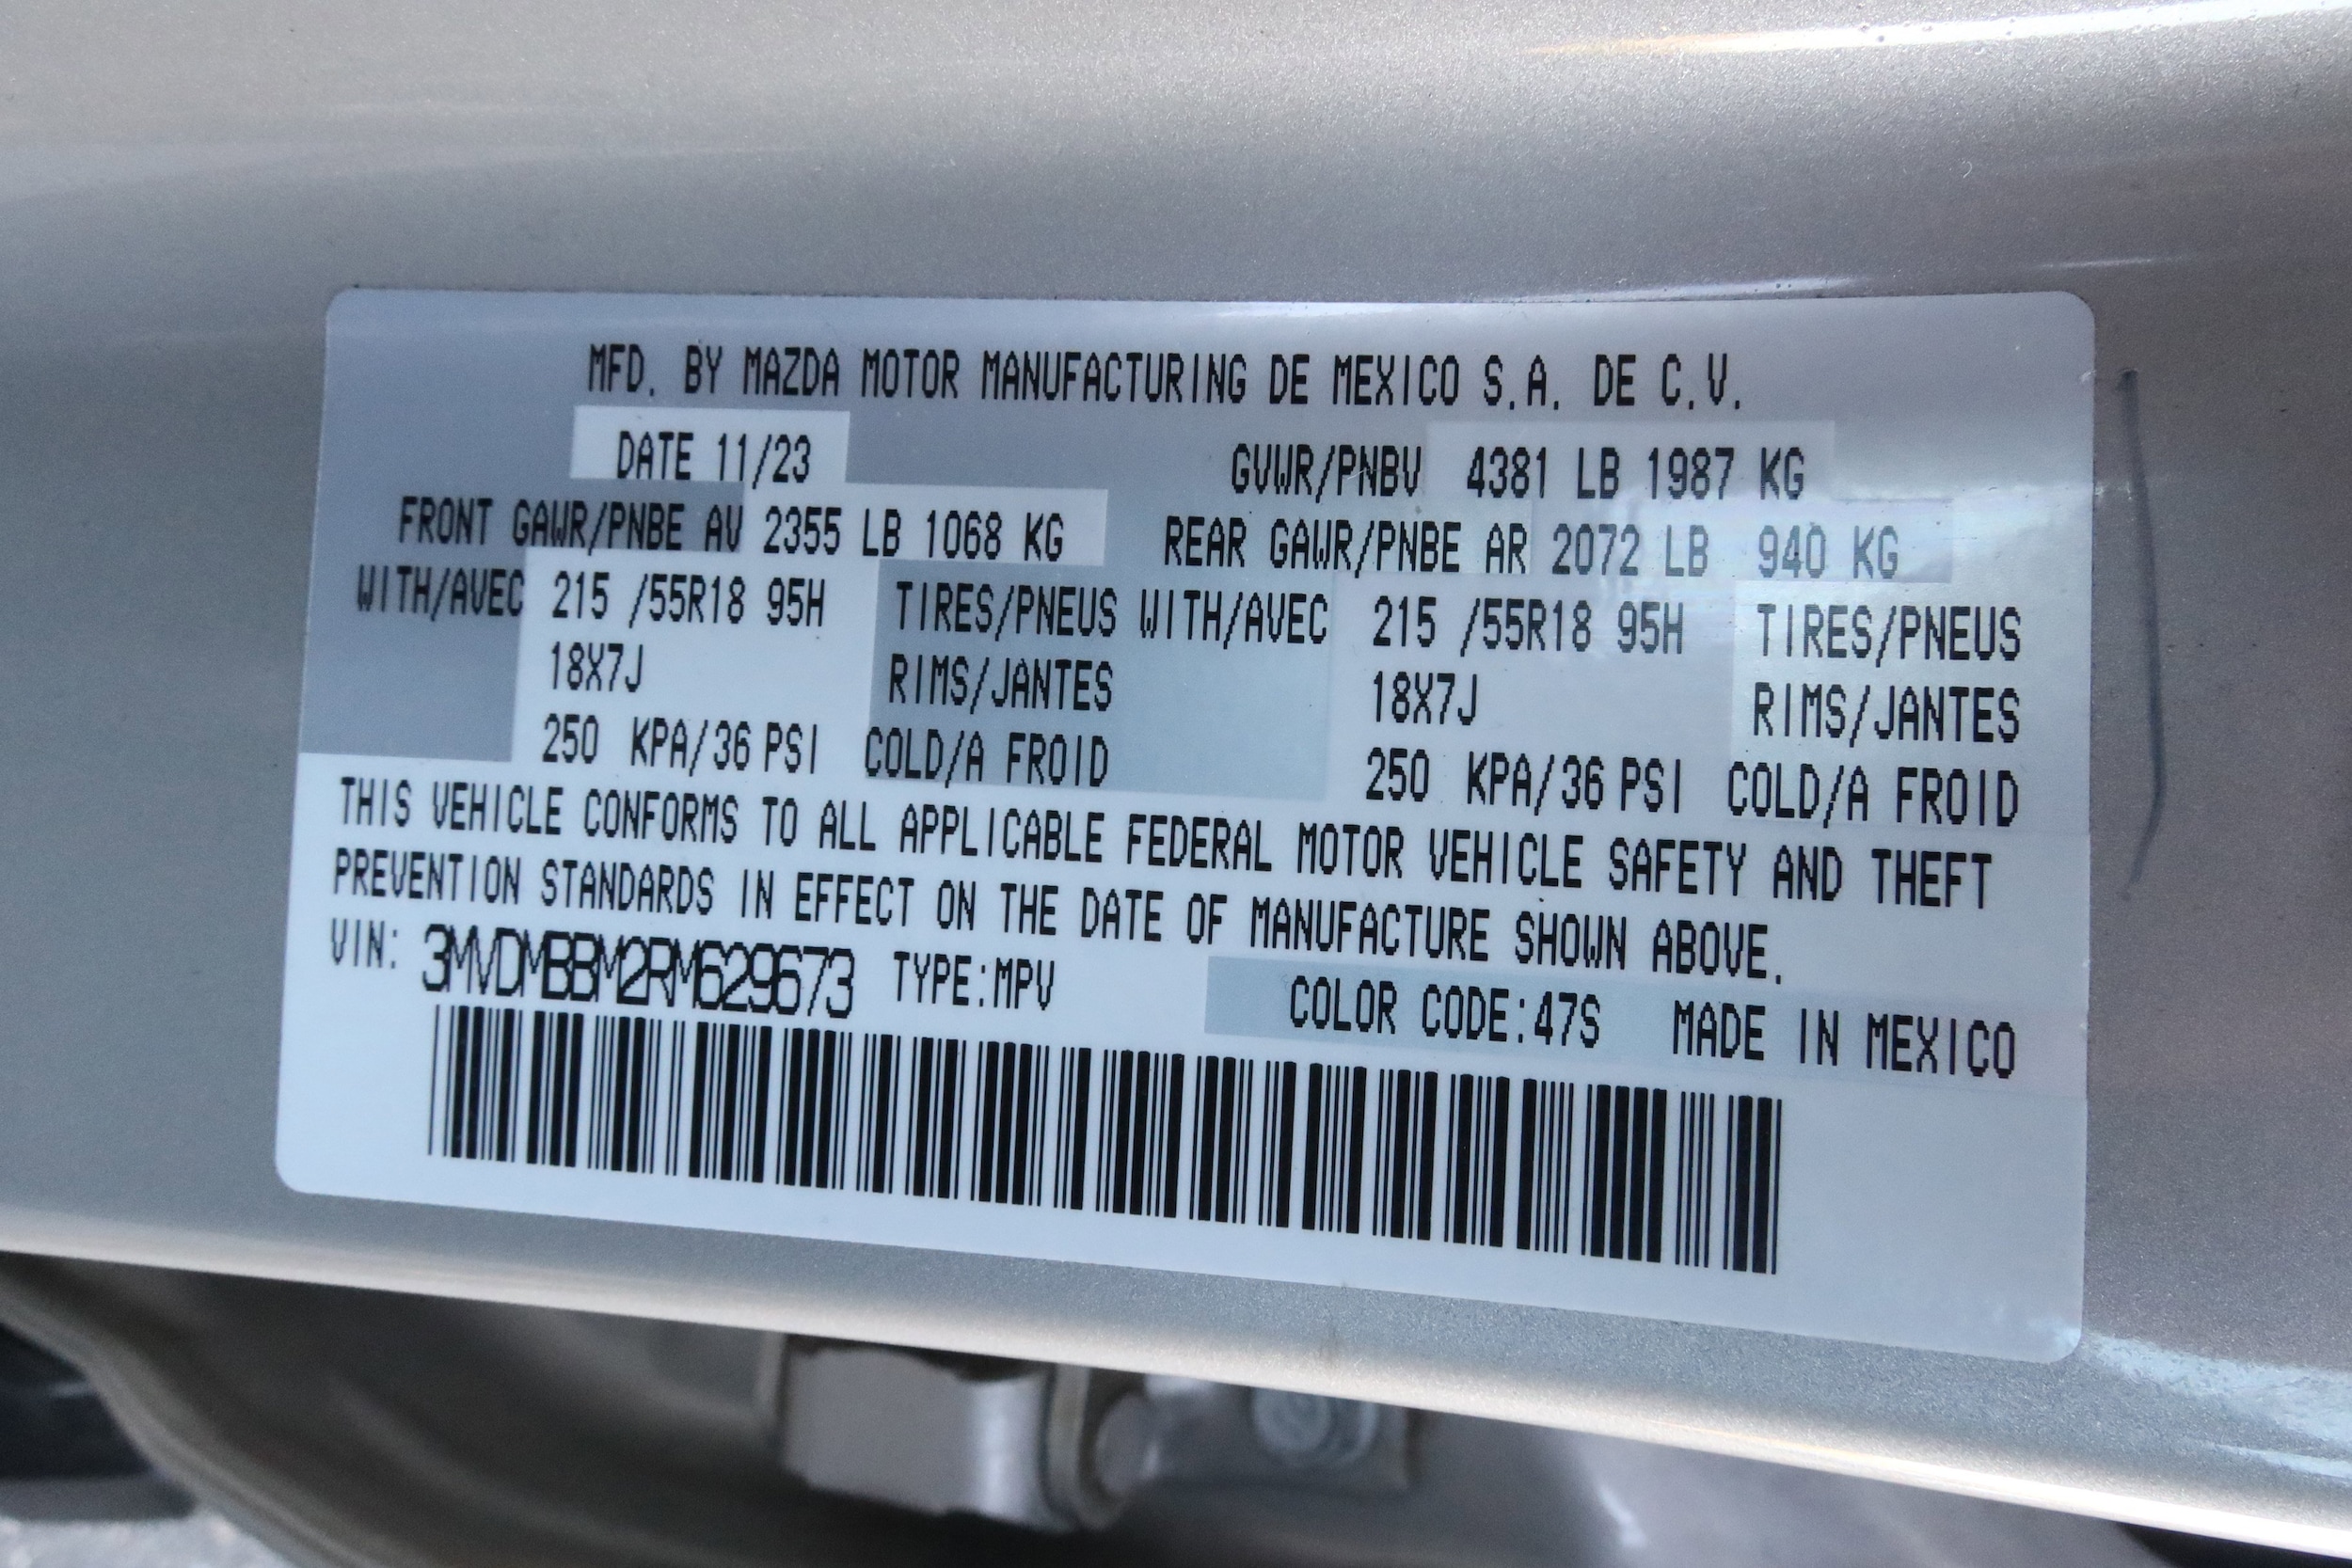 MFD. BY MAZDA MOTOR MANUFACTURING DE MEXICO S.A. DE C.V.
DATE 11/23 GVWR/PNBV 4381 LB 1987 KG
FRONT GAWR/PNBE AV 2355 LB 1068 KG REAR GAWR/PNBE AR 2072 LB 940 KG
WITH/AVEC 215 /55R18 95H TIRES/PNEUS WITH/AVEC 215 /55R18 95H TIRES/PNEUS
18X7J RIMS/JANTES 18X7J RIMS/JANTES
250 KPA/36 PSI COLD/A FROID 250 KPA/36 PSI COLD/A FROID
THIS VEHICLE CONFORMS TO ALL APPLICABLE FEDERAL MOTOR VEHICLE SAFETY AND THEFT
PREVENTION STANDARDS IN EFFECT ON THE DATE OF MANUFACTURE SHOWN ABOVE.
VIN: 3MVDMBBM2RM629673 TYPE:MPV COLOR CODE:47S MADE IN MEXICO